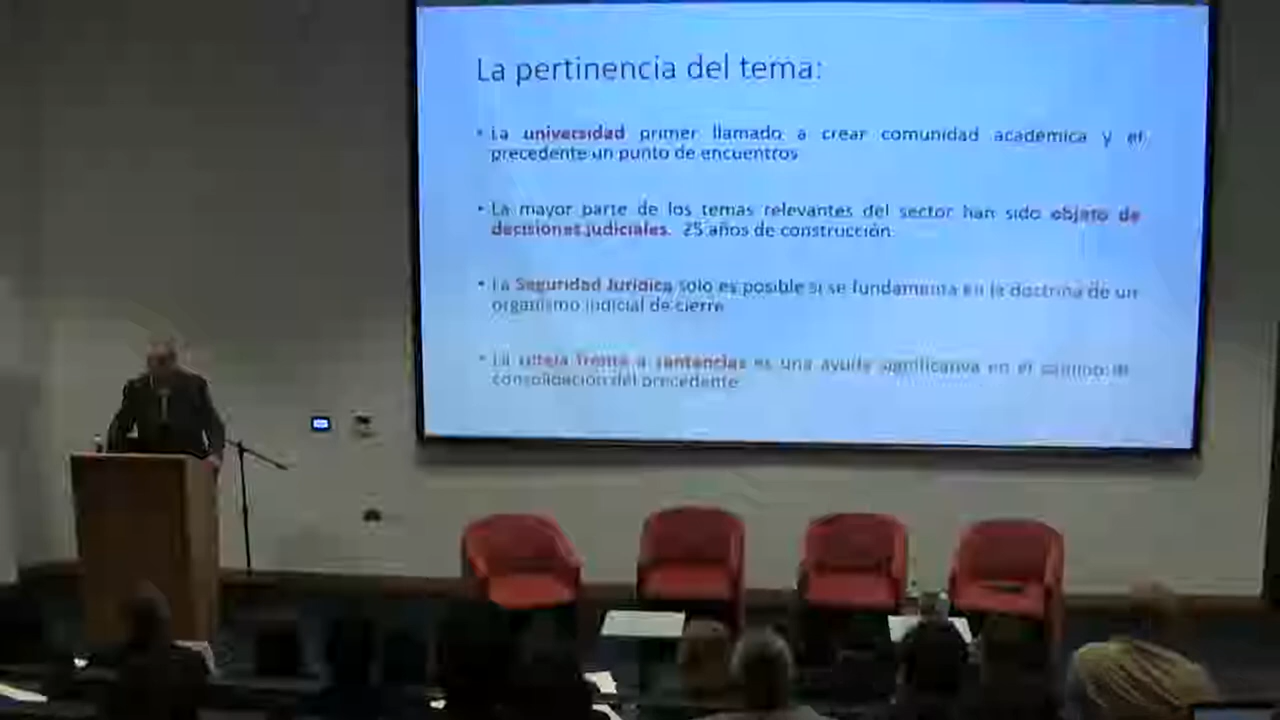 La pertinencia del tema:
• La universidad primer llamado a crear comunidad académica y el
precedente un punto de encuentros
• La mayor parte de los temas relevantes del sector han sido objeto de
decisiones judiciales. 25 años de construcción.
• La Seguridad Jurídica solo es posible si se fundamenta en la doctrina de un
organismo judicial de cierre
• La tutela frente a sentencias es una ayuda significativa en el
consolidación del precedente